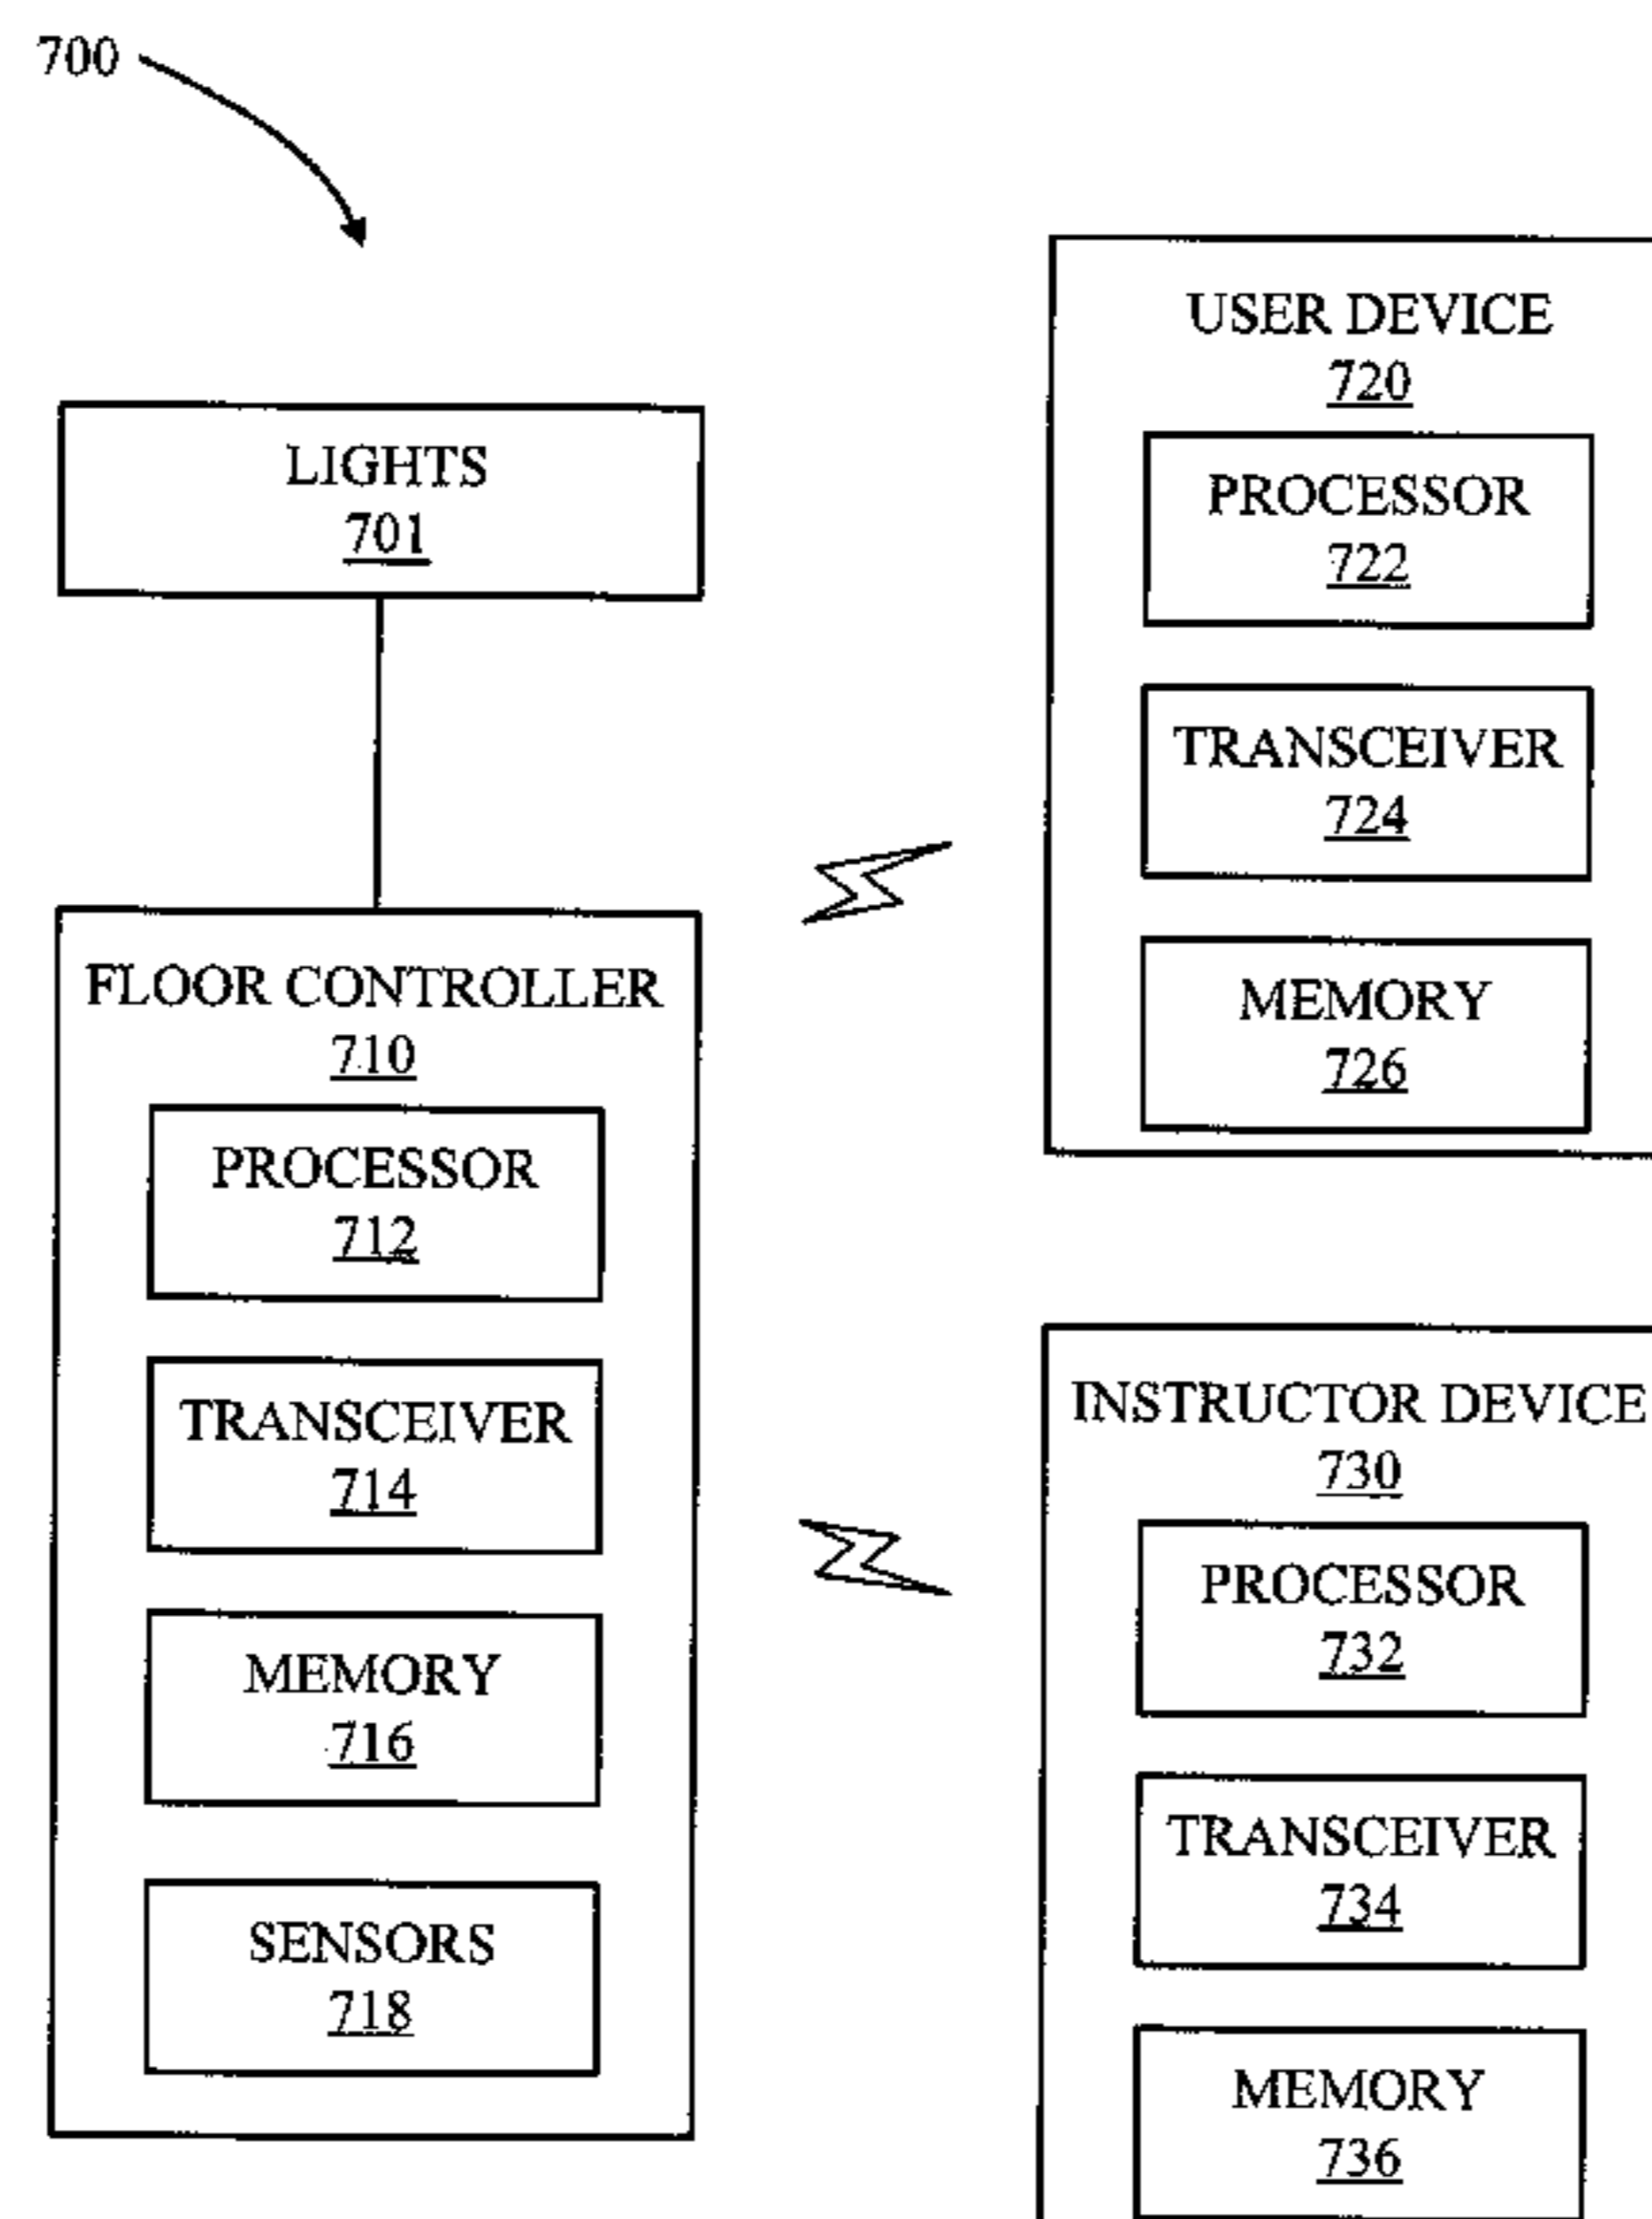 700
LIGHTS
701
FLOOR CONTROLLER
710
PROCESSOR
712
TRANSCEIVER
714
MEMORY
716
SENSORS
718
USER DEVICE
720
PROCESSOR
722
TRANSCEIVER
724
MEMORY
726
INSTRUCTOR DEVICE
730
PROCESSOR
732
TRANSCEIVER
734
MEMORY
736